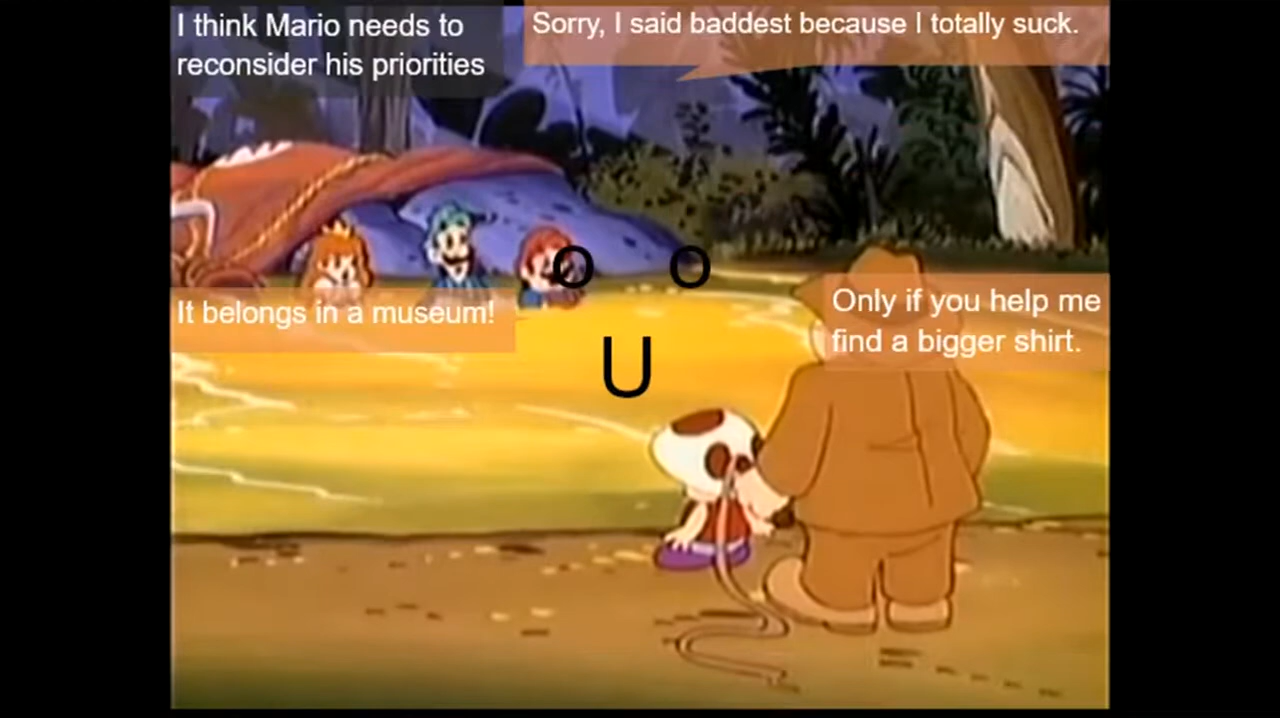 I think Mario needs to
reconsider his priorities
Sorry, I said baddest because I totally suck.
o o
It belongs in a museum!
Only if you help me
find a bigger shirt.
U